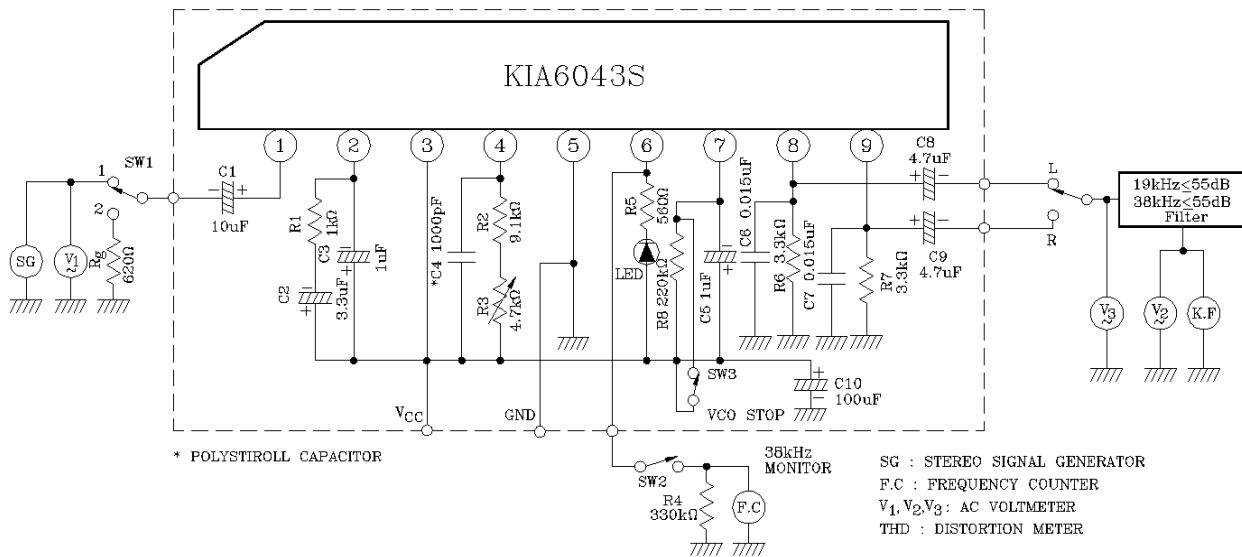 KIA6043S
1 2 3 4 5 6 7 8 9
SW1
1
2
C1
10uF
SG
V1
Rg
620Ω
R1
1kΩ
C2
3.3uF
C3
1uF
*C4 1000pF
R2
9.1kΩ
R3
4.7kΩ
R5
560Ω
LED
R8 220kΩ
C5 1uF
C6 0.015uF
R6 3.3kΩ
C7 0.015uF
R7
3.3kΩ
C8
4.7uF
C9
4.7uF
L
R
19kHz≤55dB
38kHz≤55dB
Filter
V3
V2
K.F
SW3
C10
100uF
VCC
GND
VCO STOP
* POLYSTIROLL CAPACITOR
38kHz
MONITOR
SW2
R4
330kΩ
F.C
SG : STEREO SIGNAL GENERATOR
F.C : FREQUENCY COUNTER
V1, V2,V3: AC VOLTMETER
THD : DISTORTION METER